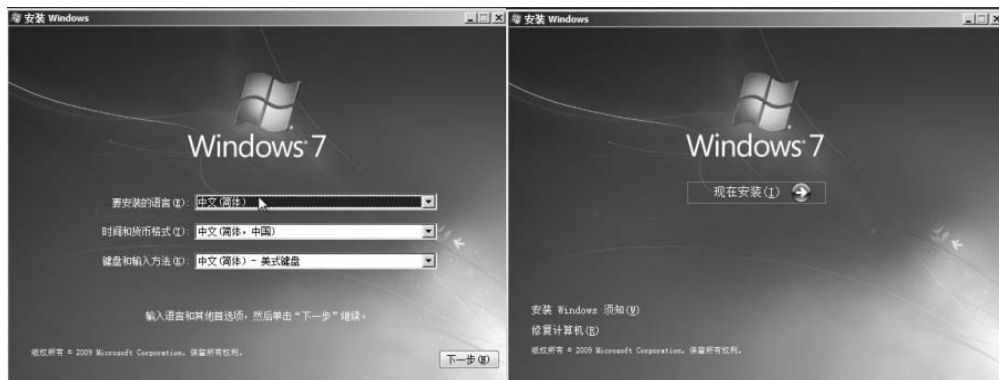 安装 Windows
Windows 7
要安装的语言(E): 中文(简体)
时间和货币格式(T): 中文(简体，中国)
键盘和输入方法(K): 中文(简体) - 美式键盘
输入语言和其他首选项，然后单击“下一步”继续。
版权所有 © 2009 Microsoft Corporation。保留所有权利。
下一步(N)
安装 Windows
Windows 7
现在安装(I)
安装 Windows 须知(W)
修复计算机(R)
版权所有 © 2009 Microsoft Corporation。保留所有权利。